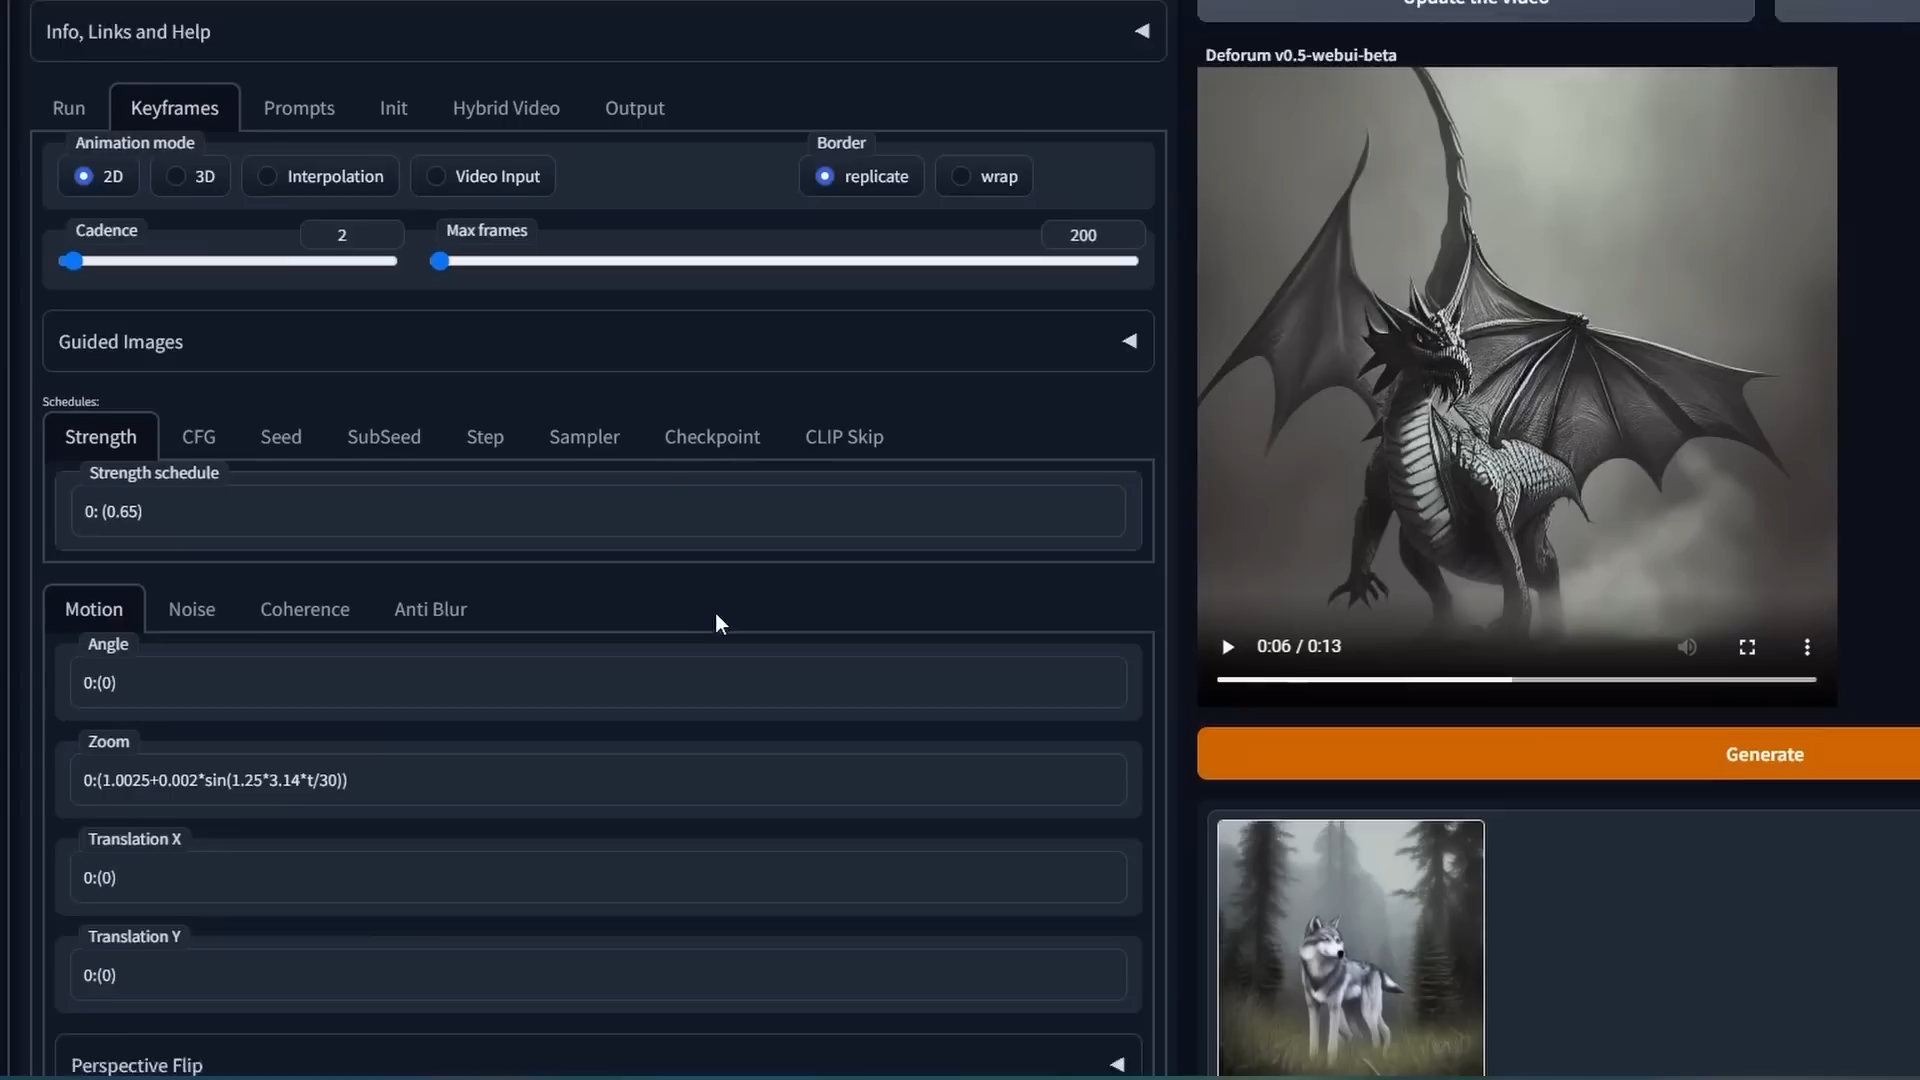 Info, Links and Help
Update the video
Deforum v0.5-webui-beta
Run Keyframes Prompts Init Hybrid Video Output
Animation mode Border
2D 3D Interpolation Video Input replicate wrap
Cadence 2 Max frames 200
Guided Images
Schedules:
Strength CFG Seed SubSeed Step Sampler Checkpoint CLIP Skip
Strength schedule
0: (0.65)
Motion Noise Coherence Anti Blur
Angle
0:(0)
Zoom
0:(1.0025+0.002*sin(1.25*3.14*t/30))
Translation X
0:(0)
Translation Y
0:(0)
Perspective Flip
0:06 / 0:13
Generate